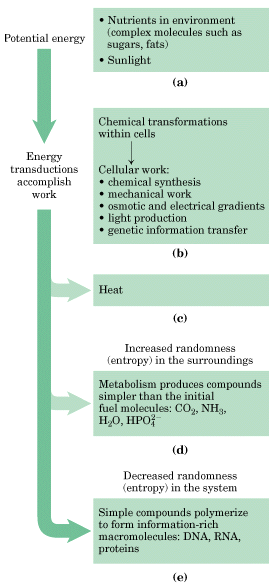 Potential energy
• Nutrients in environment
(complex molecules such as
sugars, fats)
• Sunlight
(a)
Energy
transductions
accomplish
work
Chemical transformations
within cells
Cellular work:
• chemical synthesis
• mechanical work
• osmotic and electrical gradients
• light production
• genetic information transfer
(b)
Heat
(c)
Increased randomness
(entropy) in the surroundings
Metabolism produces compounds
simpler than the initial
fuel molecules: CO₂, NH₃,
H₂O, HPO₄²⁻
(d)
Decreased randomness
(entropy) in the system
Simple compounds polymerize
to form information-rich
macromolecules: DNA, RNA,
proteins
(e)